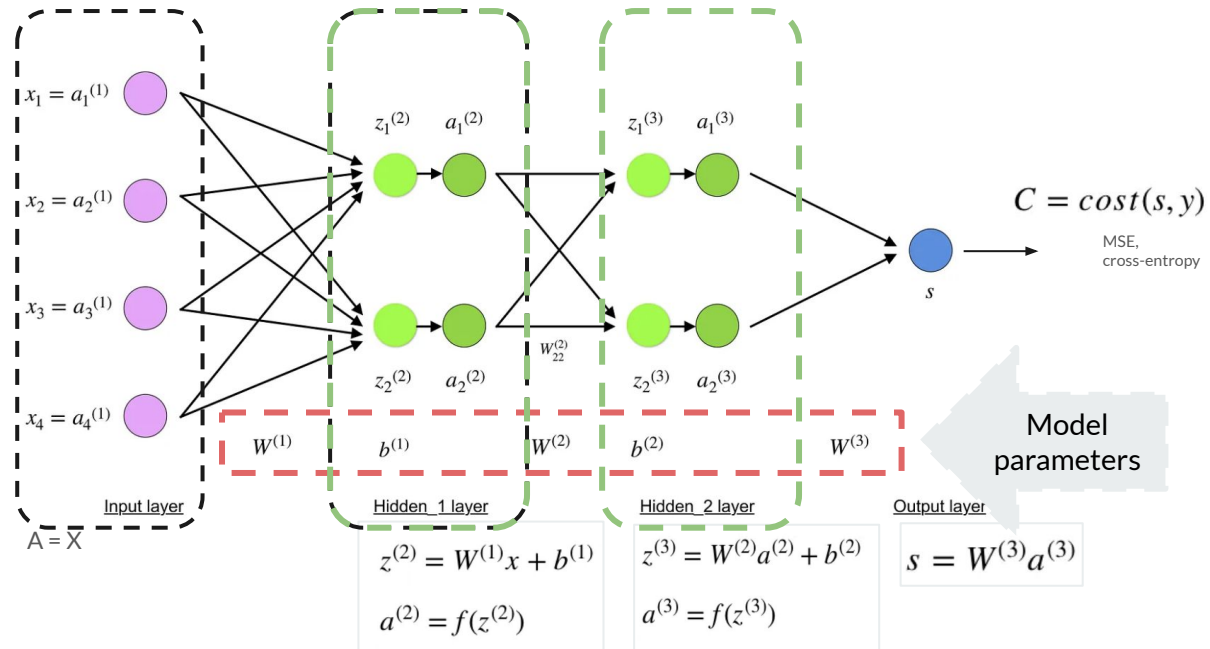 x₁ = a₁⁽¹⁾
x₂ = a₂⁽¹⁾
x₃ = a₃⁽¹⁾
x₄ = a₄⁽¹⁾
z₁⁽²⁾ a₁⁽²⁾
z₂⁽²⁾ a₂⁽²⁾
W₂₂⁽²⁾
z₁⁽³⁾ a₁⁽³⁾
z₂⁽³⁾ a₂⁽³⁾
s
C = cost(s, y)
MSE,
cross-entropy
W⁽¹⁾ b⁽¹⁾ W⁽²⁾ b⁽²⁾ W⁽³⁾
Model
parameters
Input layer
A = X
Hidden_1 layer
z⁽²⁾ = W⁽¹⁾x + b⁽¹⁾
a⁽²⁾ = f(z⁽²⁾)
Hidden_2 layer
z⁽³⁾ = W⁽²⁾a⁽²⁾ + b⁽²⁾
a⁽³⁾ = f(z⁽³⁾)
Output layer
s = W⁽³⁾a⁽³⁾